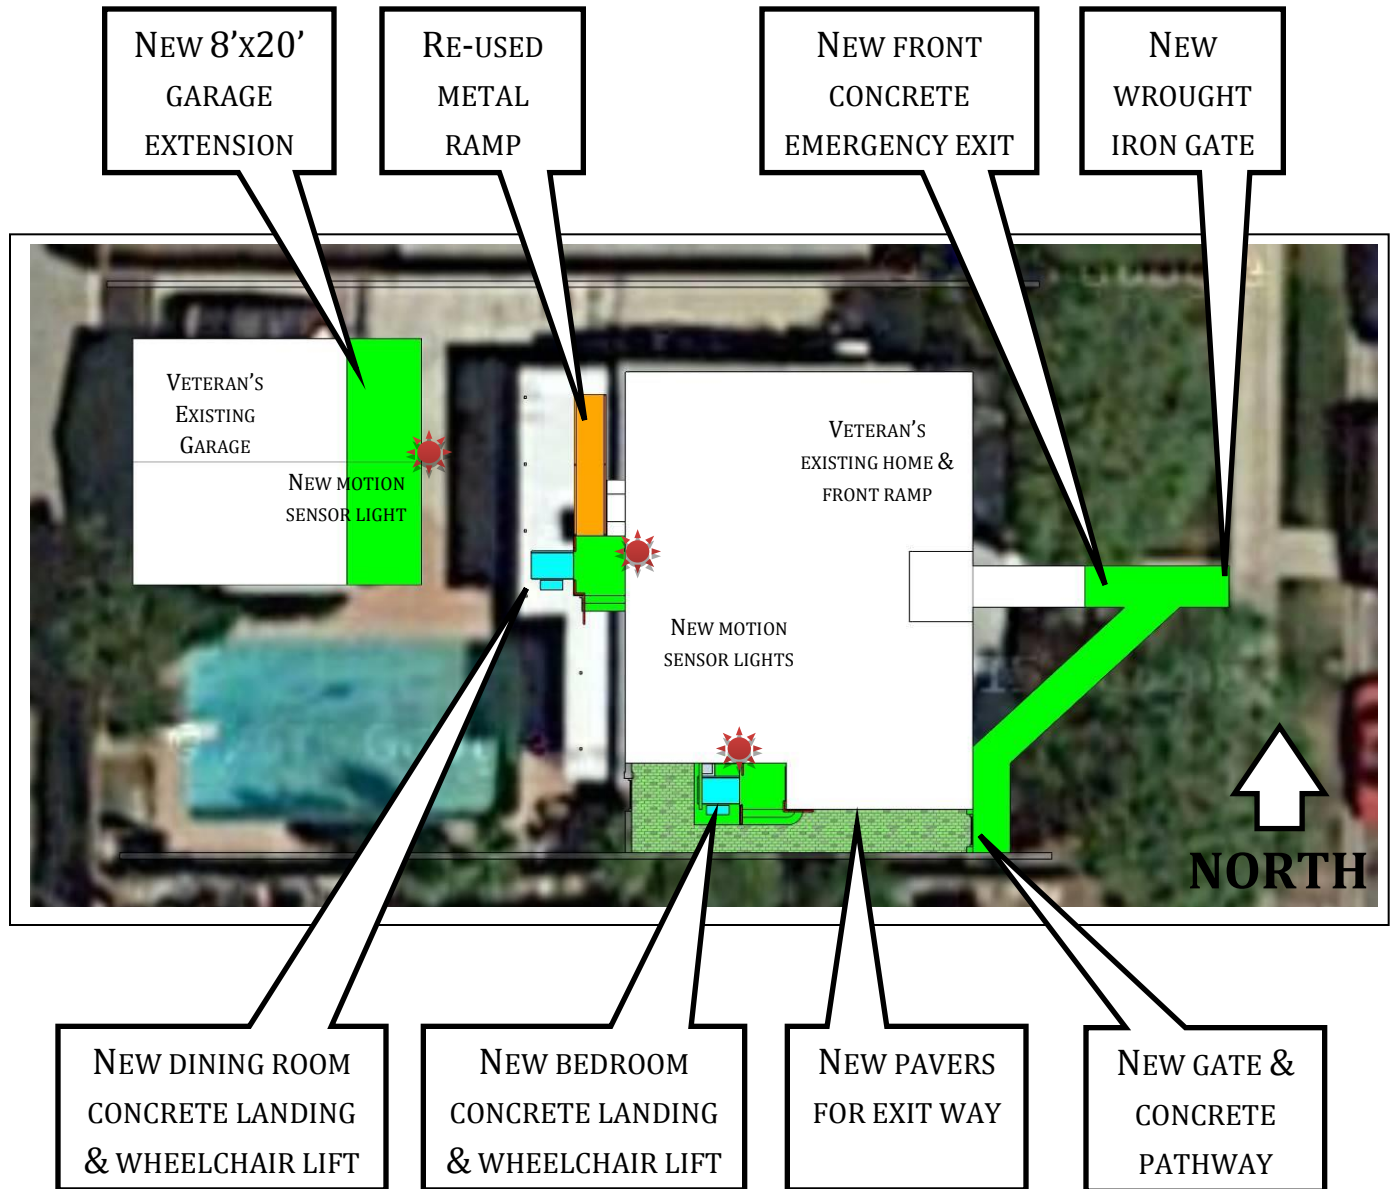 NEW 8'X20'
GARAGE
EXTENSION
RE-USED
METAL
RAMP
NEW FRONT
CONCRETE
EMERGENCY EXIT
NEW
WROUGHT
IRON GATE
VETERAN'S
EXISTING
GARAGE
NEW MOTION
SENSOR LIGHT
VETERAN'S
EXISTING HOME &
FRONT RAMP
NEW MOTION
SENSOR LIGHTS
NORTH
NEW DINING ROOM
CONCRETE LANDING
& WHEELCHAIR LIFT
NEW BEDROOM
CONCRETE LANDING
& WHEELCHAIR LIFT
NEW PAVERS
FOR EXIT WAY
NEW GATE &
CONCRETE
PATHWAY